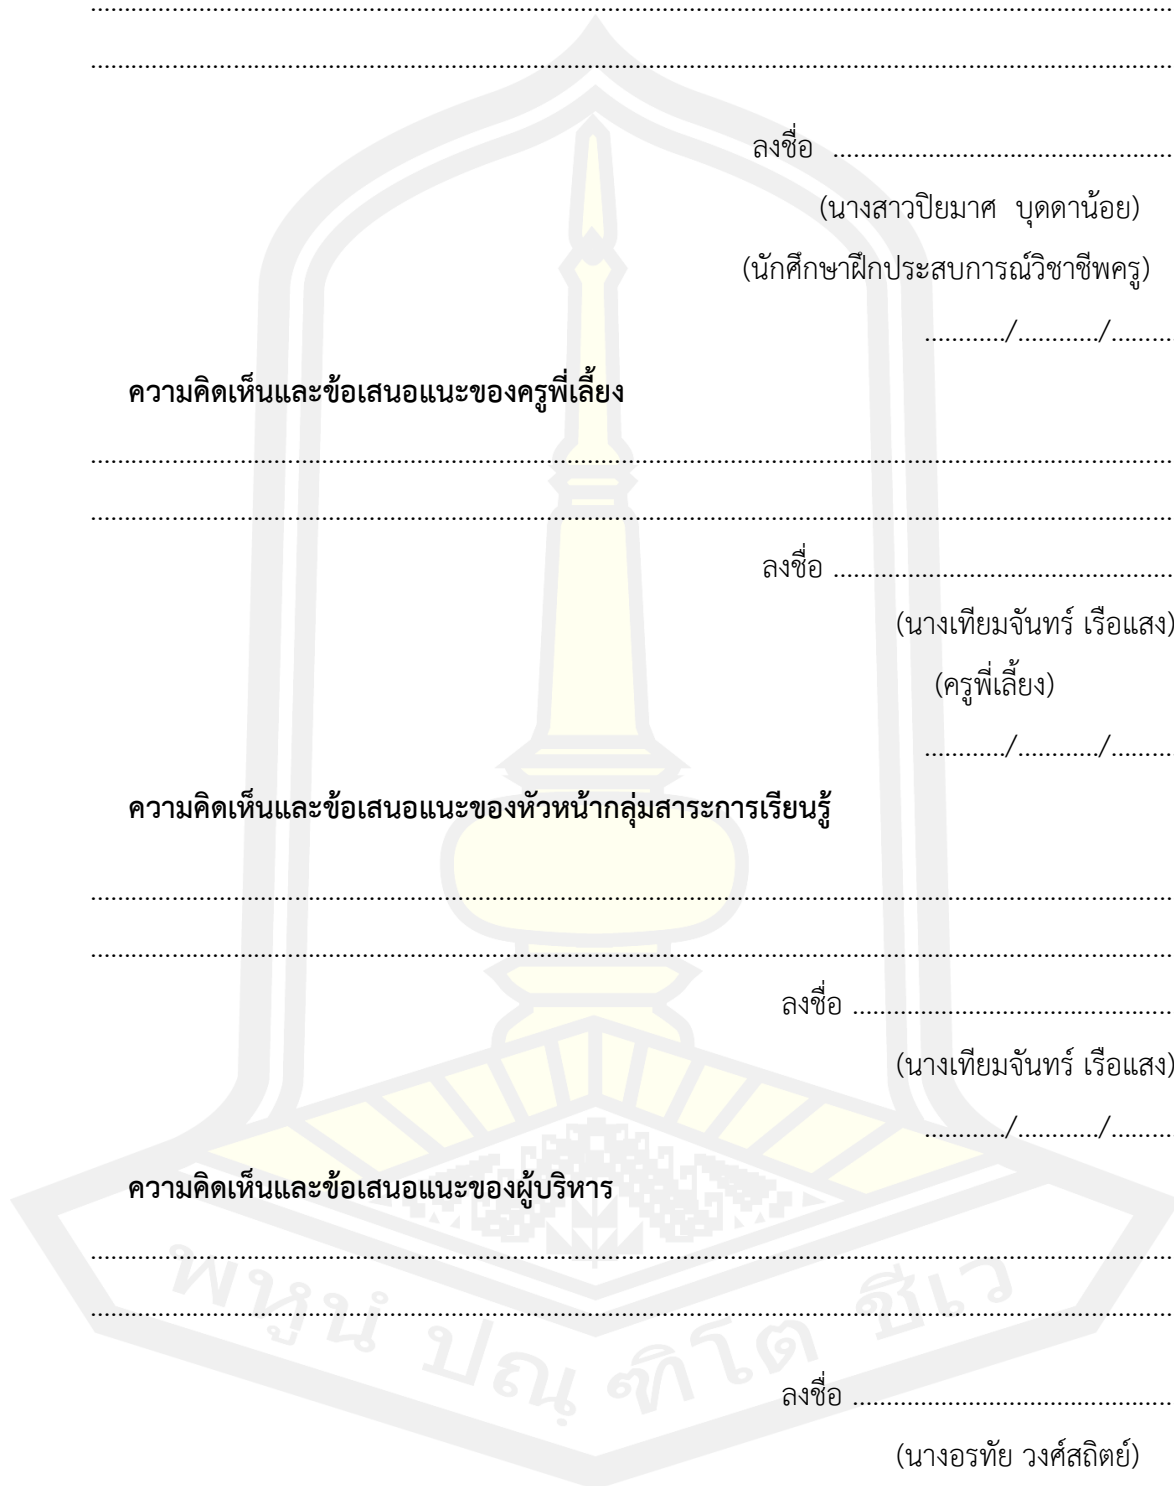 ................................................................................................................................................................
................................................................................................................................................................
ลงชื่อ ..................................................
(นางสาวปิยมาศ บุดดาน้อย)
(นักศึกษาฝึกประสบการณ์วิชาชีพครู)
............/............/.........
ความคิดเห็นและข้อเสนอแนะของครูพี่เลี้ยง
................................................................................................................................................................
................................................................................................................................................................
ลงชื่อ ..................................................
(นางเทียมจันทร์ เรือแสง)
(ครูพี่เลี้ยง)
............/............/.........
ความคิดเห็นและข้อเสนอแนะของหัวหน้ากลุ่มสาระการเรียนรู้
................................................................................................................................................................
................................................................................................................................................................
ลงชื่อ ...............................................
(นางเทียมจันทร์ เรือแสง)
............/............/.........
ความคิดเห็นและข้อเสนอแนะของผู้บริหาร
................................................................................................................................................................
................................................................................................................................................................
พหูนํ ปณฺฑิโต ชีเว
ลงชื่อ ...............................................
(นางอรทัย วงศ์สถิตย์)